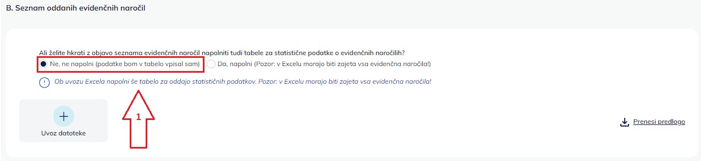 B. Seznam oddanih evidenčnih naročil
Ali želite hkrati z objavo seznama evidenčnih naročil napolniti tudi tabele za statistične podatke o evidenčnih naročilih?
Ne, ne napolni (podatke bom v tabelo vpisal sam) Da, napolni (Pozor: v Excelu morajo biti zajeta vsa evidenčna naročila!)
Ob uvozu Excela napolni še tabelo za oddajo statističnih podatkov. Pozor: v Excelu morajo biti zajeta vsa evidenčna naročila!
1
Uvoz datoteke
Prenesi predlogo